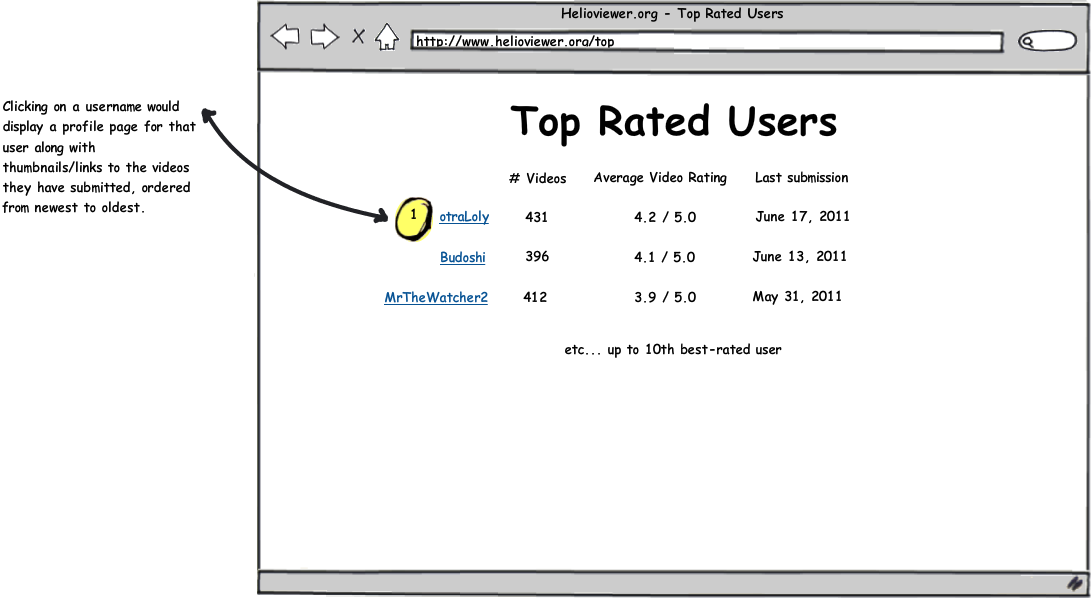 Helioviewer.org - Top Rated Users
http://www.helioviewer.org/top
Clicking on a username would
display a profile page for that
user along with
thumbnails/links to the videos
they have submitted, ordered
from newest to oldest.
Top Rated Users
# Videos Average Video Rating Last submission
1 otraLoly 431 4.2 / 5.0 June 17, 2011
Budoshi 396 4.1 / 5.0 June 13, 2011
MrTheWatcher2 412 3.9 / 5.0 May 31, 2011
etc... up to 10th best-rated user